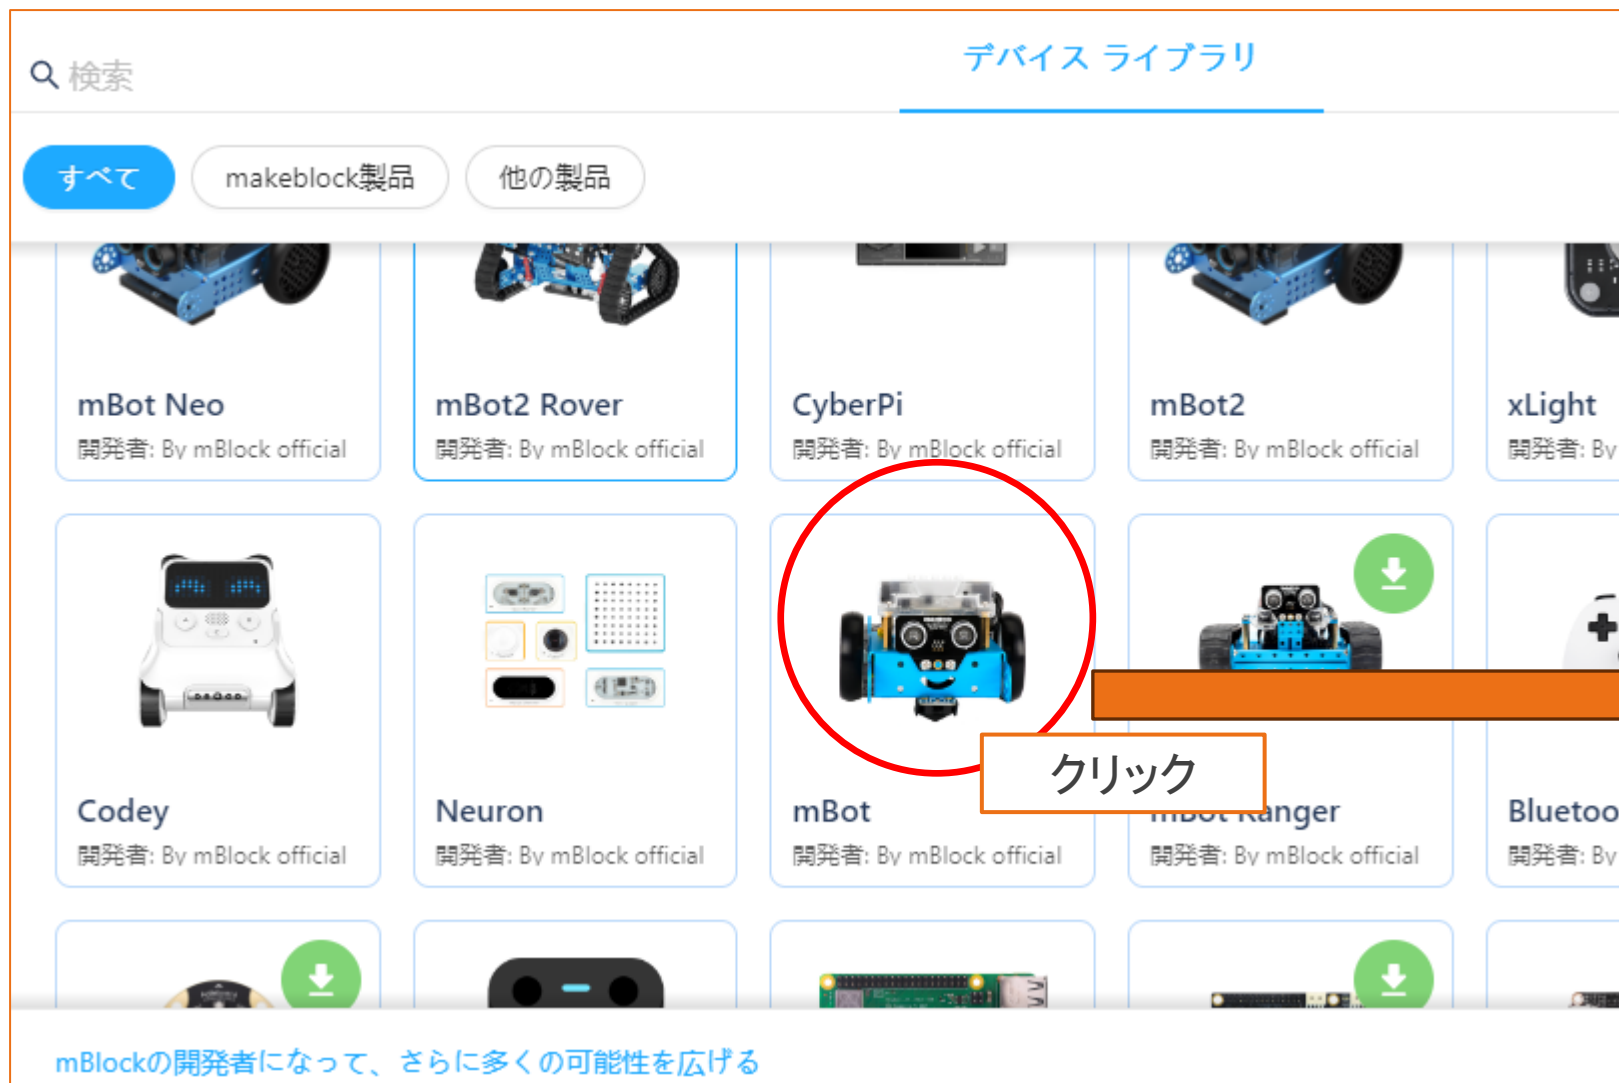 検索
デバイス ライブラリ
すべて
makeblock製品
他の製品
mBot Neo
mBot2 Rover
CyberPi
mBot2
xLight
開発者: By mBlock official
開発者: By mBlock official
開発者: By mBlock official
開発者: By mBlock official
開発者: By
クリック
Codey
Neuron
mBot
mBot Ranger
Bluetoo
開発者: By mBlock official
開発者: By mBlock official
開発者: By mBlock official
開発者: By mBlock official
開発者: By
mBlockの開発者になって、さらに多くの可能性を広げる